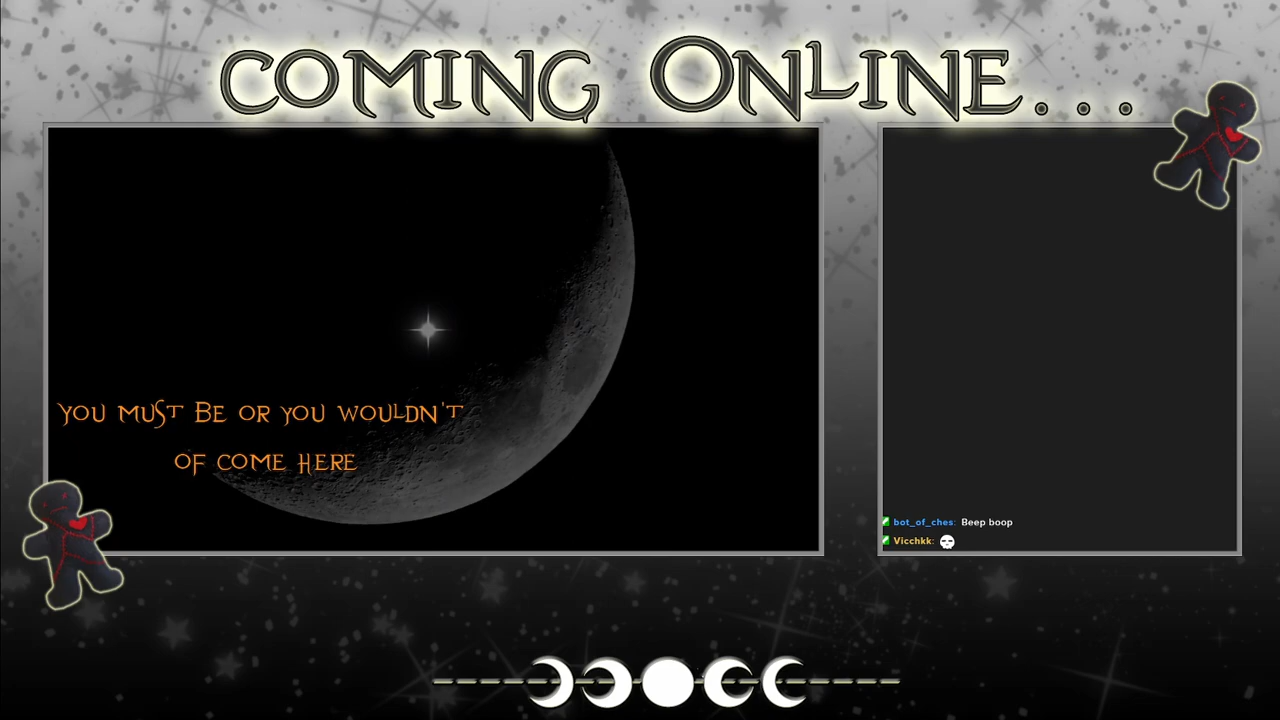 COMING ONLINE...
YOU MUST BE OR YOU WOULDN'T
OF COME HERE
bot_of_ches: Beep boop
Vicchkk: